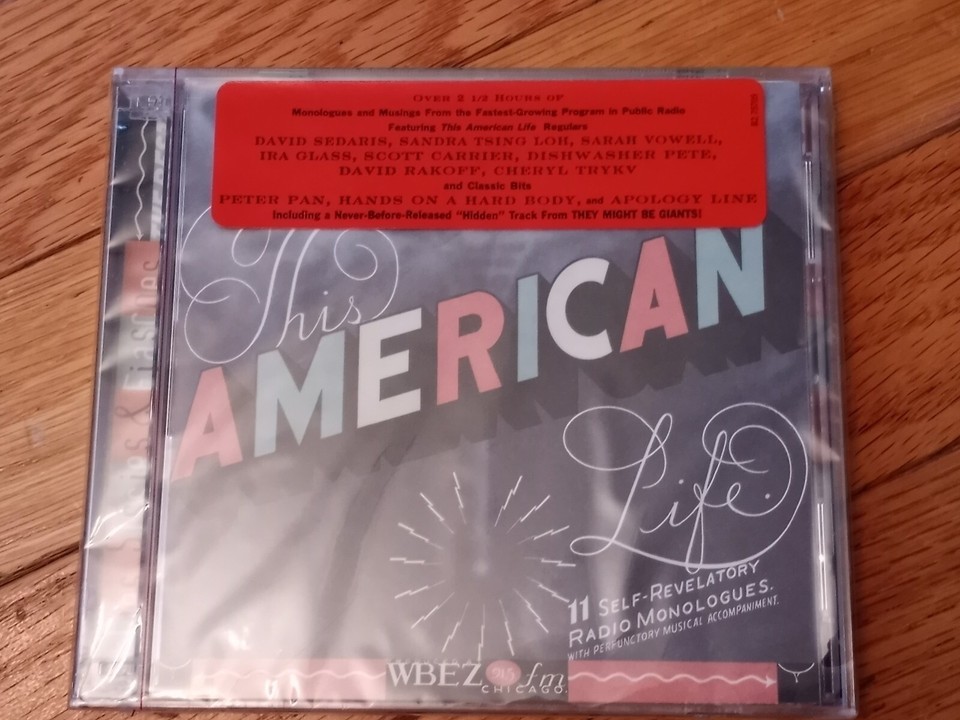 OVER 2 1/2 HOURS OF
Monologues and Musings From the Fastest-Growing Program in Public Radio
Featuring This American Life Regulars
DAVID SEDARIS, SANDRA TSING LOH, SARAH VOWELL,
IRA GLASS, SCOTT CARRIER, DISHWASHER PETE,
DAVID RAKOFF, CHERYL TRYKV
and Classic Bits
PETER PAN, HANDS ON A HARD BODY, and APOLOGY LINE
Including a Never-Before-Released "Hidden" Track From THEY MIGHT BE GIANTS!
This
AMERICAN
Life.
11 SELF-REVELATORY
RADIO MONOLOGUES.
WITH PERFUNCTORY MUSICAL ACCOMPANIMENT.
WBEZ 91.5 fm
CHICAGO.